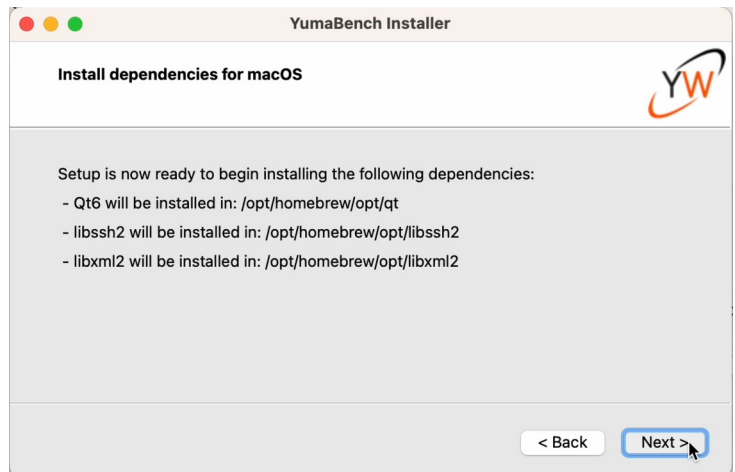 YumaBench Installer
Install dependencies for macOS
YW
Setup is now ready to begin installing the following dependencies:
- Qt6 will be installed in: /opt/homebrew/opt/qt
- libssh2 will be installed in: /opt/homebrew/opt/libssh2
- libxml2 will be installed in: /opt/homebrew/opt/libxml2
< Back
Next >